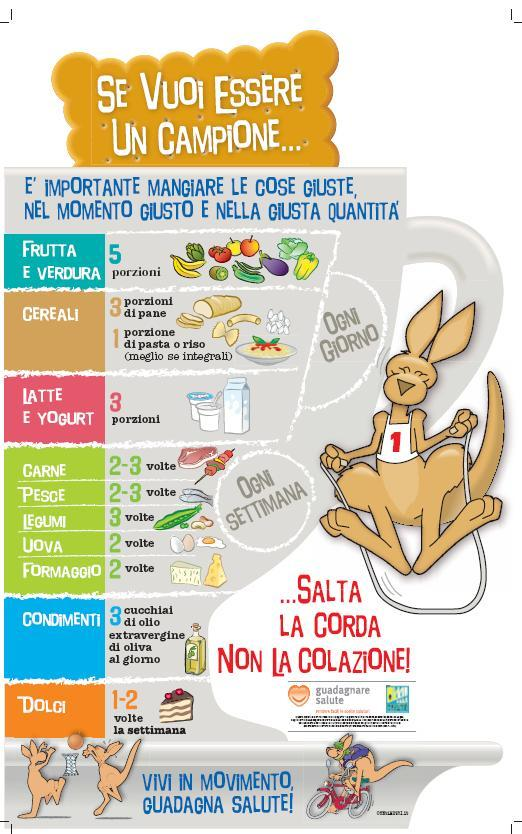 SE VUOI ESSERE
UN CAMPIONE...
E' IMPORTANTE MANGIARE LE COSE GIUSTE,
NEL MOMENTO GIUSTO E NELLA GIUSTA QUANTITÀ
FRUTTA
E VERDURA
5
porzioni
CEREALI
3 porzioni
di pane
1 porzione
di pasta o riso
(meglio se integrali)
OGNI
GIORNO
LATTE
E YOGURT
3
porzioni
CARNE
2-3 volte
PESCE
2-3 volte
LEGUMI
3 volte
UOVA
2 volte
FORMAGGIO
2 volte
OGNI
SETTIMANA
1
CONDIMENTI
3 cucchiai
di olio
extravergine
di oliva
al giorno
...SALTA
LA CORDA
NON LA COLAZIONE!
DOLCI
1-2
volte
la settimana
guadagnare
salute
VIVI IN MOVIMENTO,
GUADAGNA SALUTE!